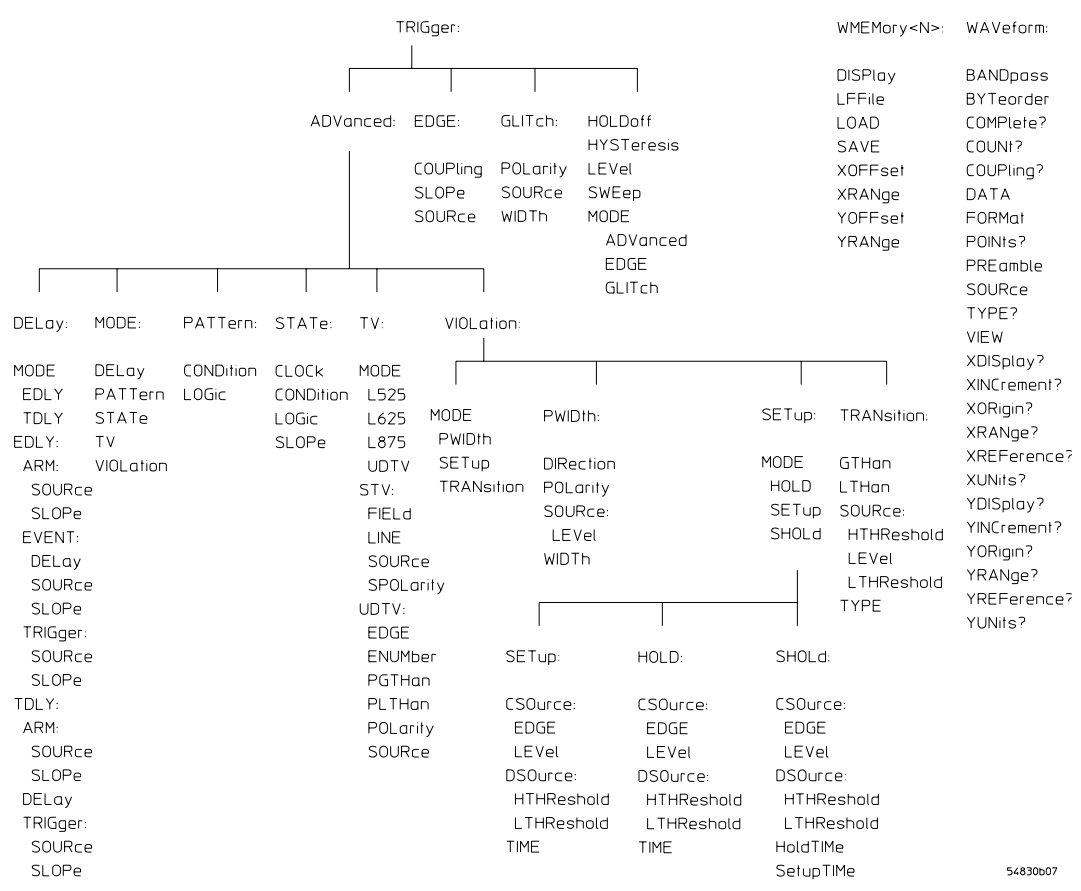 TRIGger:
ADVanced:
EDGE:
COUPling
SLOPe
SOURce
GLITch:
POLarity
SOURce
WIDTh
HOLDoff
HYSTeresis
LEVel
SWEep
MODE
ADVanced
EDGE
GLITch
DELay:
MODE
EDLY
TDLY
EDLY:
ARM:
SOURce
SLOPe
EVENT:
DELay
SOURce
SLOPe
TRIGger:
SOURce
SLOPe
TDLY:
ARM:
SOURce
SLOPe
DELay
TRIGger:
SOURce
SLOPe
MODE:
DELay
PATTern
STATe
TV
VIOLation
PATTern:
CONDition
LOGic
STATe:
CLOCk
CONDition
LOGic
SLOPe
TV:
MODE
L525
L625
L875
UDTV
STV:
FIELd
LINE
SOURce
SPOLarity
UDTV:
EDGE
ENUMber
PGTHan
PLTHan
POLarity
SOURce
VIOLation:
MODE
PWIDth
SETup
TRANsition
PWIDth:
DIRection
POLarity
SOURce:
LEVel
WIDTh
SETup:
MODE
HOLD
SETup
SHOLd
TRANsition:
GTHan
LTHan
SOURce:
HTHReshold
LEVel
LTHReshold
TYPE
SETup:
CSOurce:
EDGE
LEVel
DSOurce:
HTHReshold
LTHReshold
TIME
HOLD:
CSOurce:
EDGE
LEVel
DSOurce:
HTHReshold
LTHReshold
TIME
SHOLd:
CSOurce:
EDGE
LEVel
DSOurce:
HTHReshold
LTHReshold
HoldTIMe
SetupTIMe
WMEMory<N>:
DISPlay
LFFile
LOAD
SAVE
XOFFset
XRANge
YOFFset
YRANge
WAVeform:
BANDpass
BYTeorder
COMPlete?
COUNt?
COUPling?
DATA
FORMat
POINts?
PREamble
SOURce
TYPE?
VIEW
XDISplay?
XINCrement?
XORigin?
XRANge?
XREFerence?
XUNits?
YDISplay?
YINCrement?
YORigin?
YRANge?
YREFerence?
YUNits?
54830b07